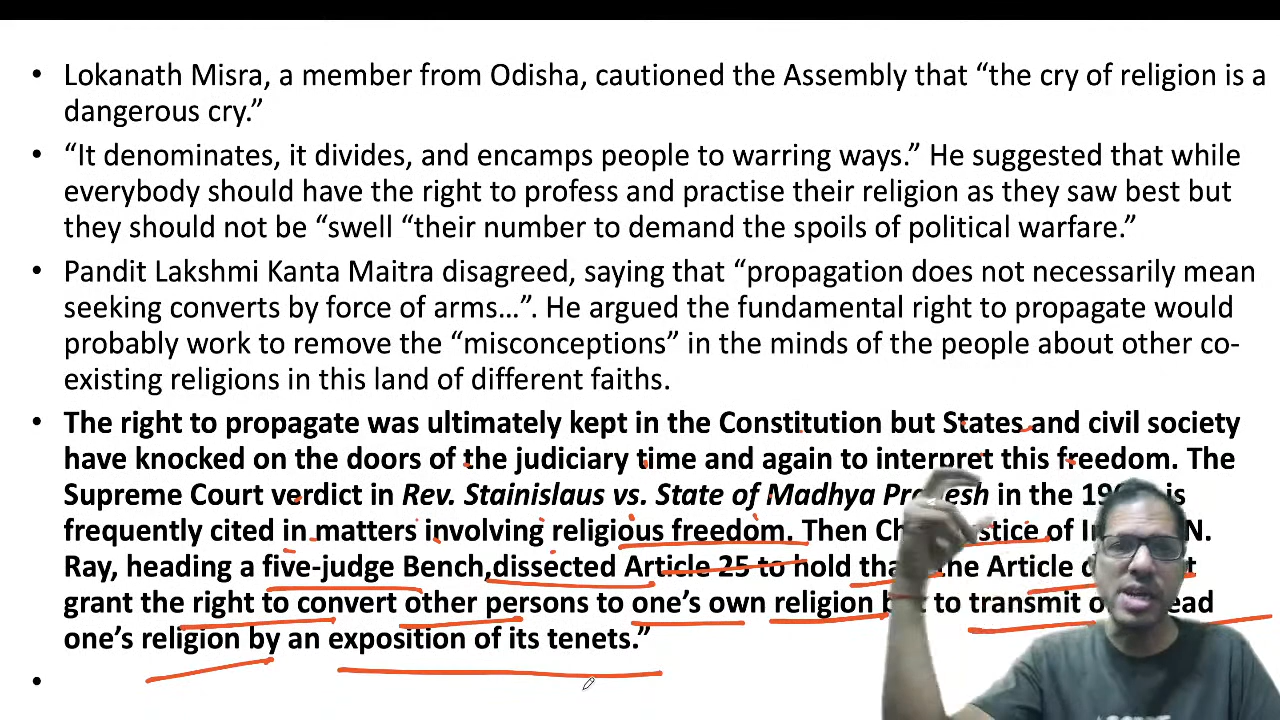 • Lokanath Misra, a member from Odisha, cautioned the Assembly that “the cry of religion is a
dangerous cry.”
• “It denominates, it divides, and encamps people to warring ways.” He suggested that while
everybody should have the right to profess and practise their religion as they saw best but
they should not be “swell “their number to demand the spoils of political warfare.”
• Pandit Lakshmi Kanta Maitra disagreed, saying that “propagation does not necessarily mean
seeking converts by force of arms…”. He argued the fundamental right to propagate would
probably work to remove the “misconceptions” in the minds of the people about other co-
existing religions in this land of different faiths.
• The right to propagate was ultimately kept in the Constitution but States and civil society
have knocked on the doors of the judiciary time and again to interpret this freedom. The
Supreme Court verdict in Rev. Stainislaus vs. State of Madhya in the
frequently cited in matters involving religious freedom. Then of N.
Ray, heading a five-judge Bench,dissected Article 25 to hold the Article
grant the right to convert other persons to one’s own religion to transmit
one’s religion by an exposition of its tenets.”
•